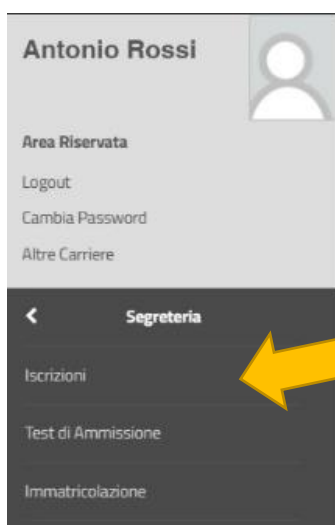 Antonio Rossi
Area Riservata
Logout
Cambia Password
Altre Carriere
Segreteria
Iscrizioni
Test di Ammissione
Immatricolazione